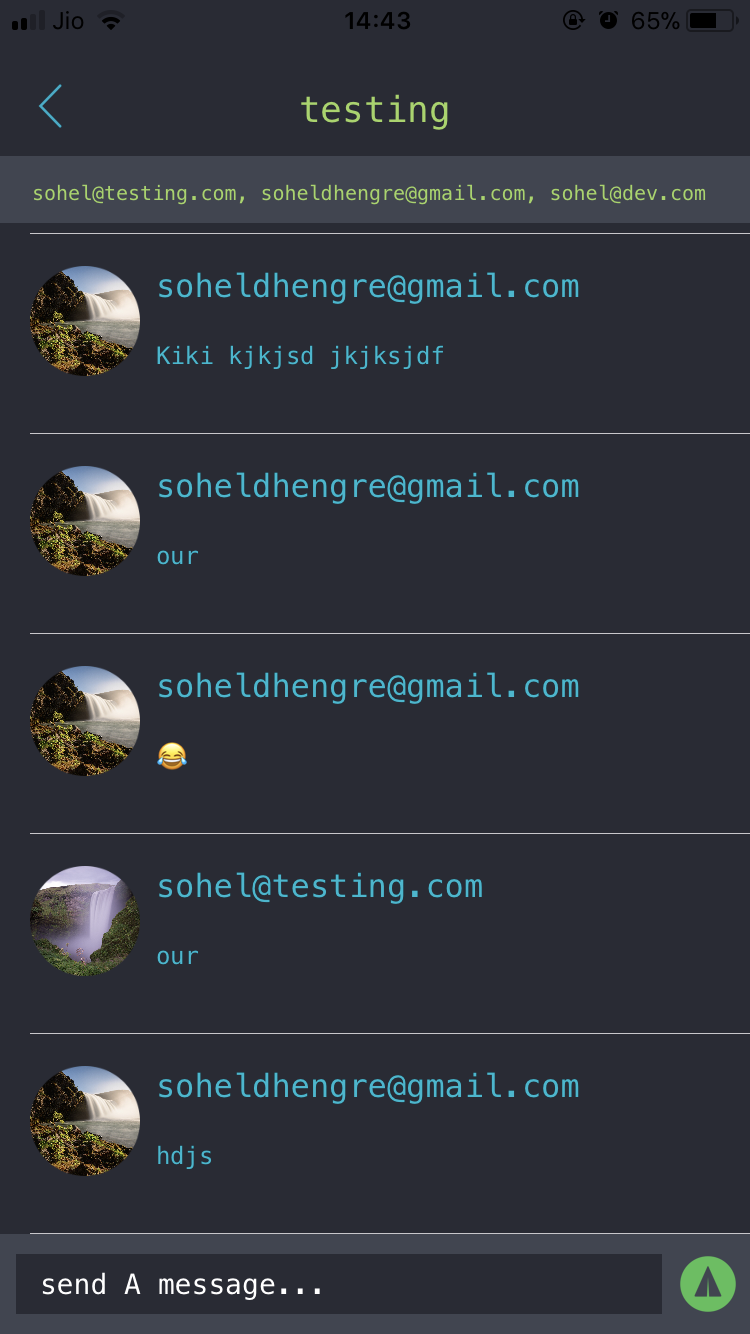 Jio 14:43 65%
testing
sohel@testing.com, soheldhengre@gmail.com, sohel@dev.com
soheldhengre@gmail.com
Kiki kjkjsd jkjksjdf
soheldhengre@gmail.com
our
soheldhengre@gmail.com
😂
sohel@testing.com
our
soheldhengre@gmail.com
hdjs
send A message...